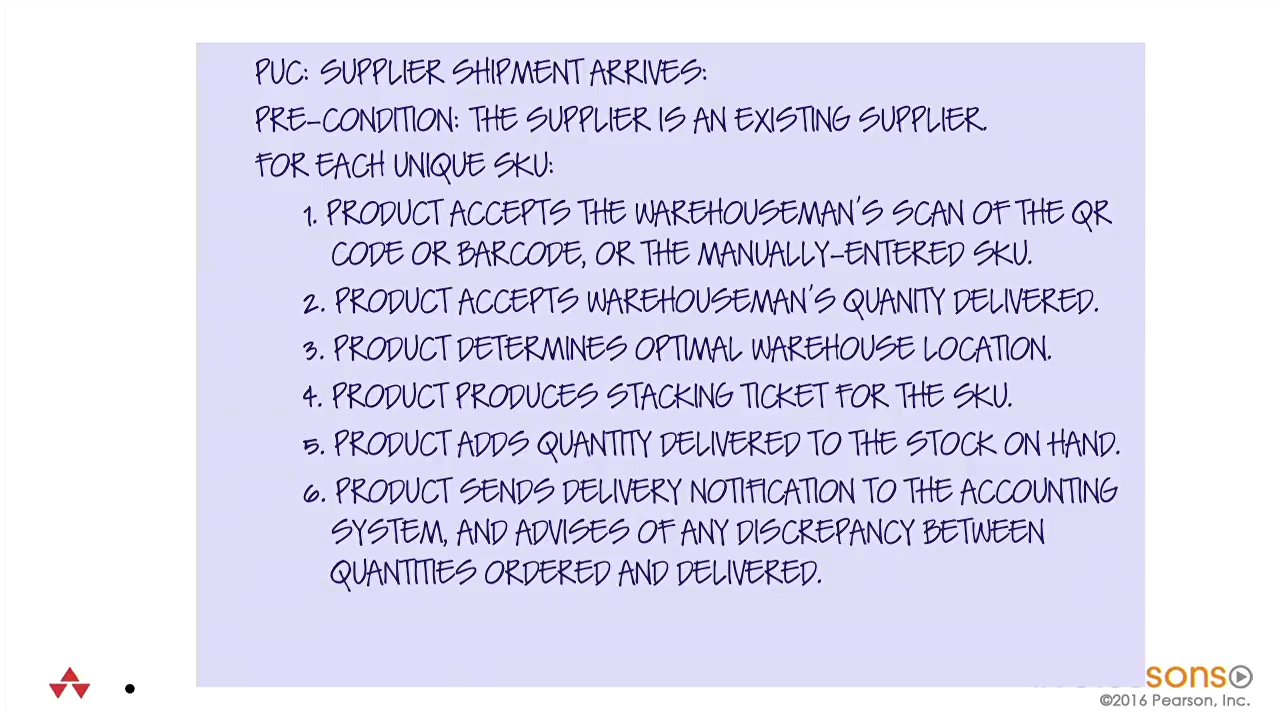 PUC: SUPPLIER SHIPMENT ARRIVES:
PRE-CONDITION: THE SUPPLIER IS AN EXISTING SUPPLIER.
FOR EACH UNIQUE SKU:
1. PRODUCT ACCEPTS THE WAREHOUSEMAN'S SCAN OF THE QR
CODE OR BARCODE, OR THE MANUALLY-ENTERED SKU.
2. PRODUCT ACCEPTS WAREHOUSEMAN'S QUANITY DELIVERED.
3. PRODUCT DETERMINES OPTIMAL WAREHOUSE LOCATION.
4. PRODUCT PRODUCES STACKING TICKET FOR THE SKU.
5. PRODUCT ADDS QUANTITY DELIVERED TO THE STOCK ON HAND.
6. PRODUCT SENDS DELIVERY NOTIFICATION TO THE ACCOUNTING
SYSTEM, AND ADVISES OF ANY DISCREPANCY BETWEEN
QUANTITIES ORDERED AND DELIVERED.
sons
©2016 Pearson, Inc.